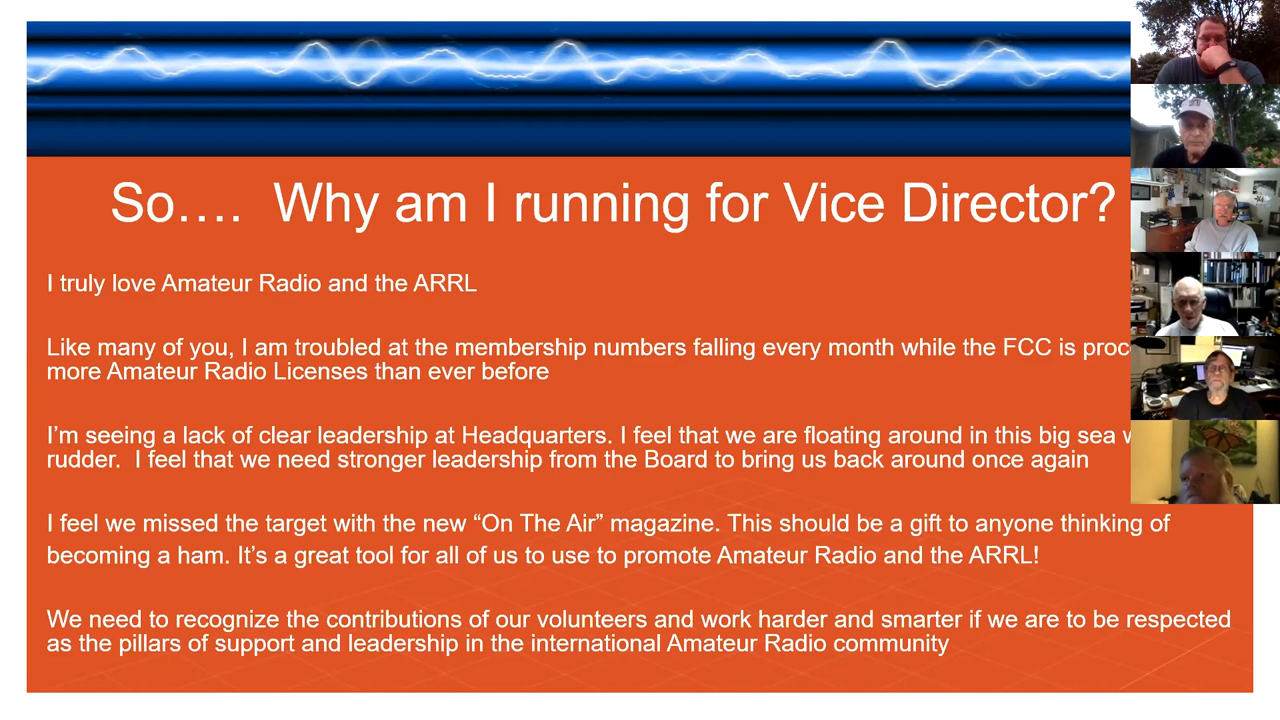 So…. Why am I running for Vice Director?
I truly love Amateur Radio and the ARRL
Like many of you, I am troubled at the membership numbers falling every month while the FCC is
more Amateur Radio Licenses than ever before
I'm seeing a lack of clear leadership at Headquarters. I feel that we are floating around in this big sea
rudder. I feel that we need stronger leadership from the Board to bring us back around once again
I feel we missed the target with the new “On The Air” magazine. This should be a gift to anyone thinking of
becoming a ham. It's a great tool for all of us to use to promote Amateur Radio and the ARRL!
We need to recognize the contributions of our volunteers and work harder and smarter if we are to be respected
as the pillars of support and leadership in the international Amateur Radio community